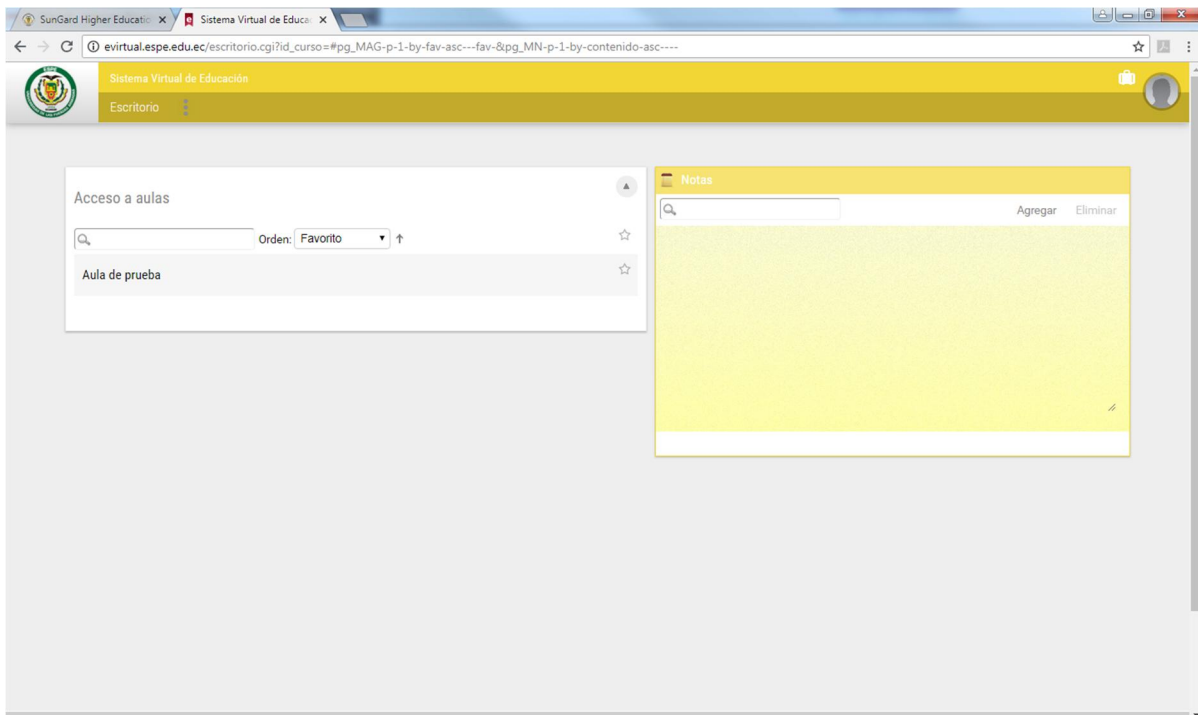 SunGard Higher Educatio
Sistema Virtual de Educac
evirtual.espe.edu.ec/escritorio.cgi?id_curso=#pg_MAG-p-1-by-fav-asc---fav-&pg_MN-p-1-by-contenido-asc----
Sistema Virtual de Educación
Escritorio
Acceso a aulas
Orden: Favorito
Aula de prueba
Notas
Agregar Eliminar